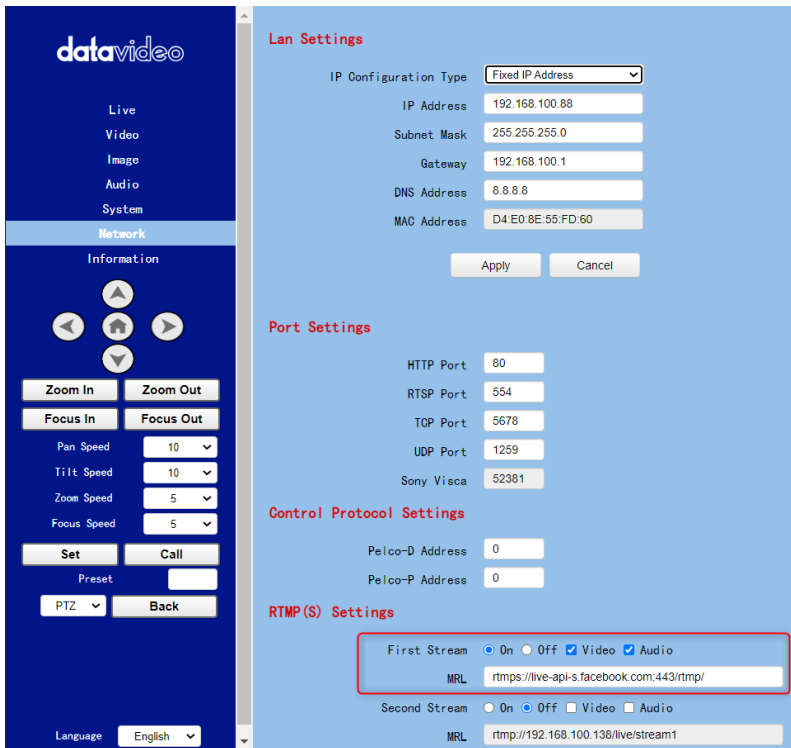 datavideo
Live
Video
Image
Audio
System
Network
Information
Zoom In Zoom Out
Focus In Focus Out
Pan Speed 10
Tilt Speed 10
Zoom Speed 5
Focus Speed 5
Set Call
Preset
PTZ Back
Language English
Lan Settings
IP Configuration Type Fixed IP Address
IP Address 192.168.100.88
Subnet Mask 255.255.255.0
Gateway 192.168.100.1
DNS Address 8.8.8.8
MAC Address D4:E0:8E:55:FD:60
Apply Cancel
Port Settings
HTTP Port 80
RTSP Port 554
TCP Port 5678
UDP Port 1259
Sony Visca 52381
Control Protocol Settings
Pelco-D Address 0
Pelco-P Address 0
RTMP(S) Settings
First Stream On Off Video Audio
MRL rtmps://live-api-s.facebook.com:443/rtmp/
Second Stream On Off Video Audio
MRL rtmp://192.168.100.138/live/stream1